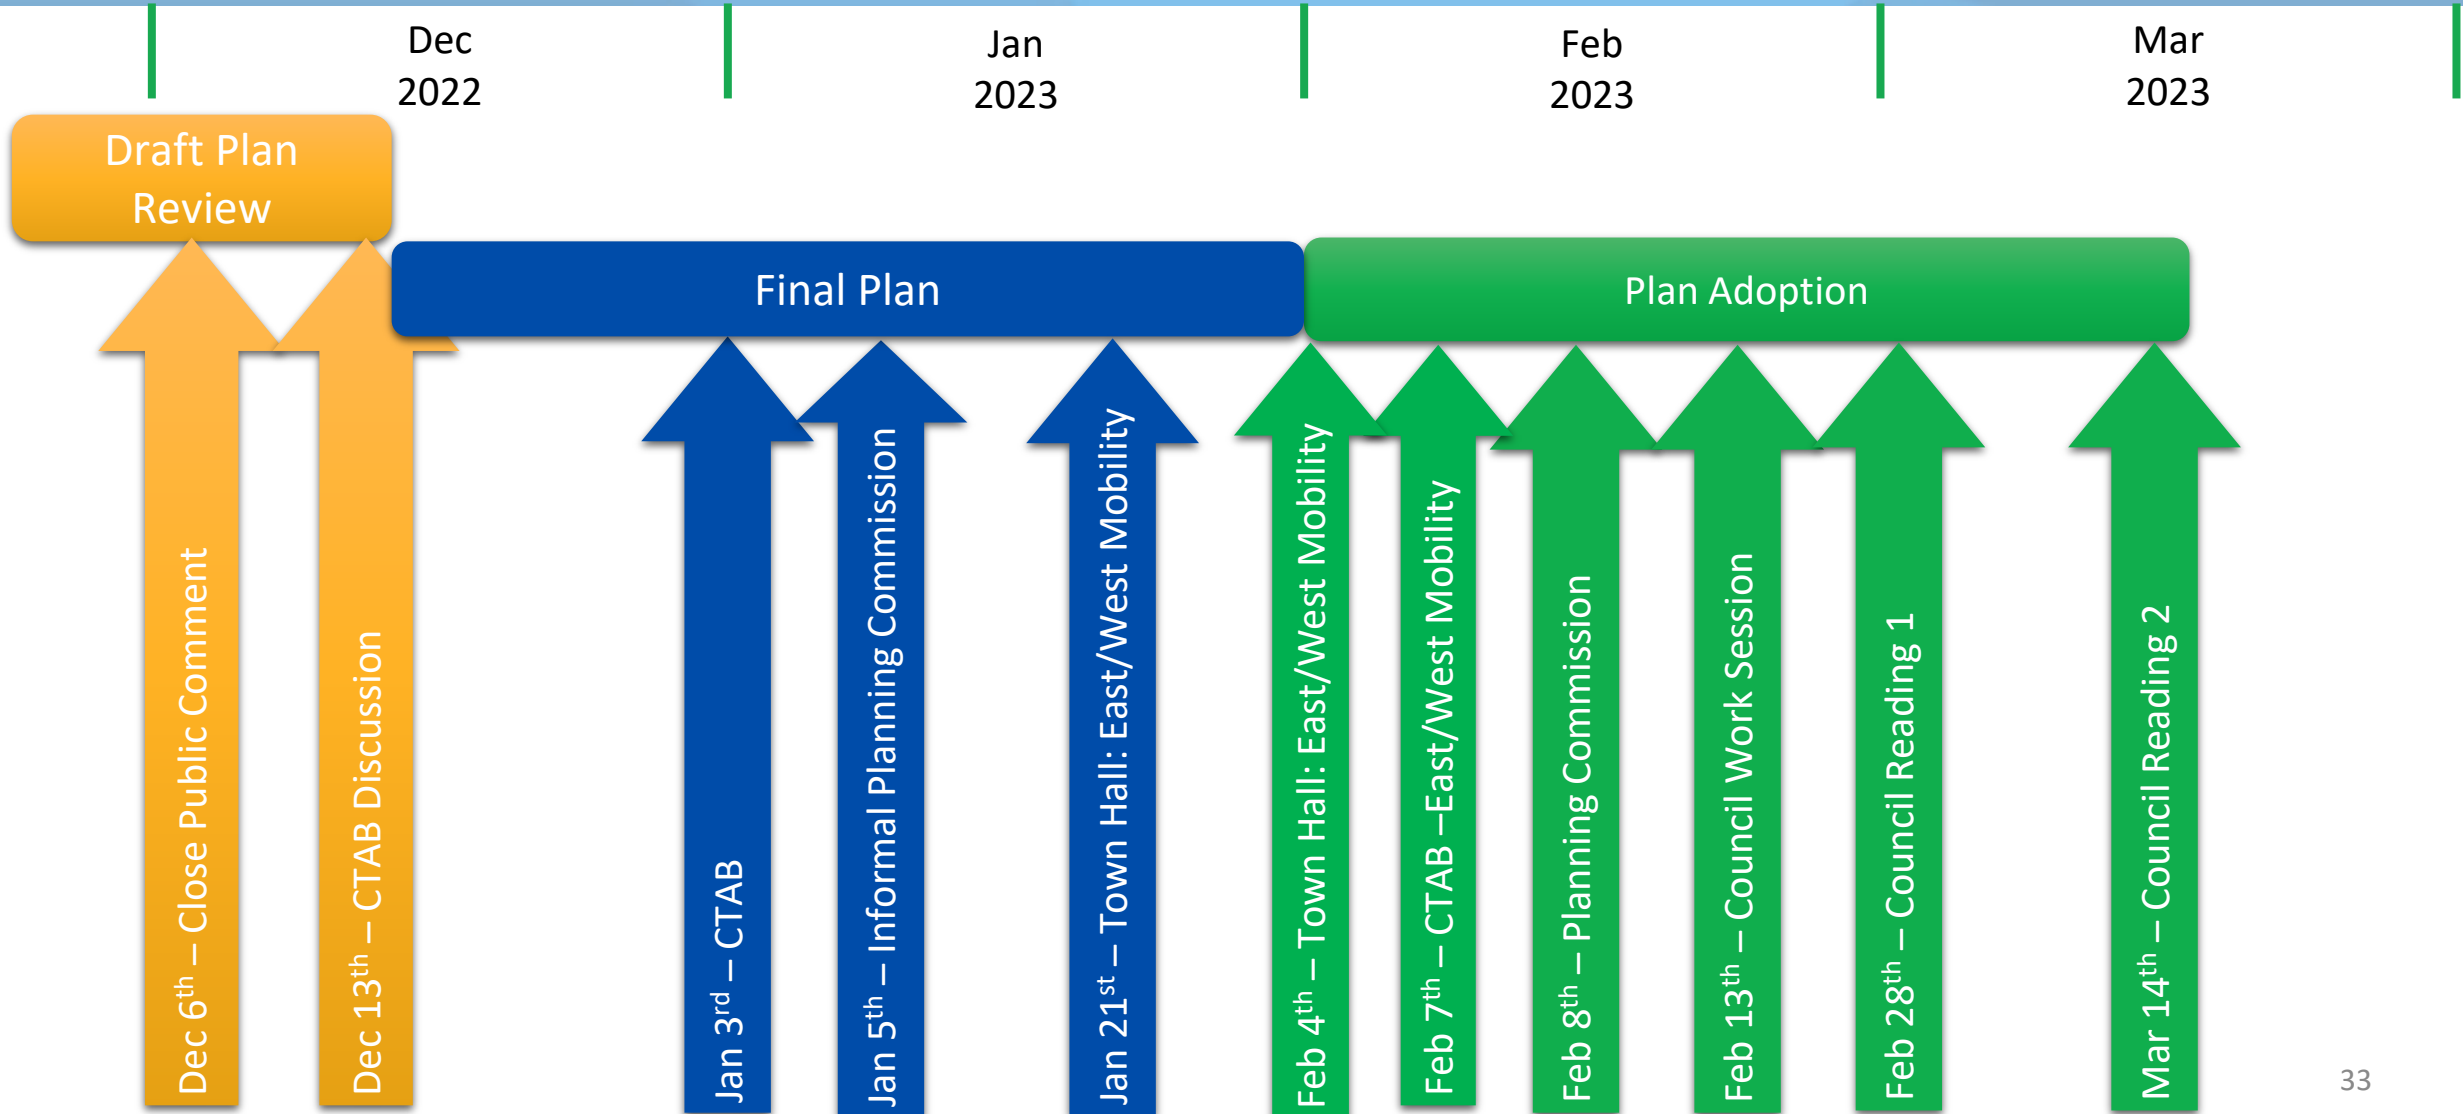 Dec
2022
Jan
2023
Feb
2023
Mar
2023
Draft Plan
Review
Final Plan
Plan Adoption
Dec 6th – Close Public Comment
Dec 13th – CTAB Discussion
Jan 3rd – CTAB
Jan 5th – Informal Planning Commission
Jan 21st – Town Hall: East/West Mobility
Feb 4th – Town Hall: East/West Mobility
Feb 7th – CTAB –East/West Mobility
Feb 8th – Planning Commission
Feb 13th – Council Work Session
Feb 28th – Council Reading 1
Mar 14th – Council Reading 2
33